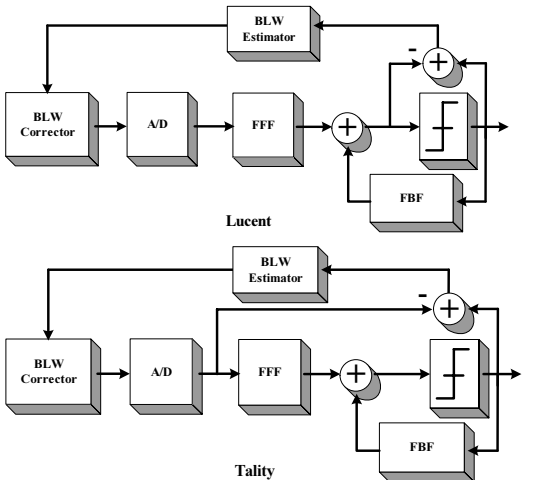 BLW
Estimator
-
+
BLW
Corrector
A/D
FFF
+
FBF
Lucent
BLW
Estimator
-
+
BLW
Corrector
A/D
FFF
+
FBF
Tality